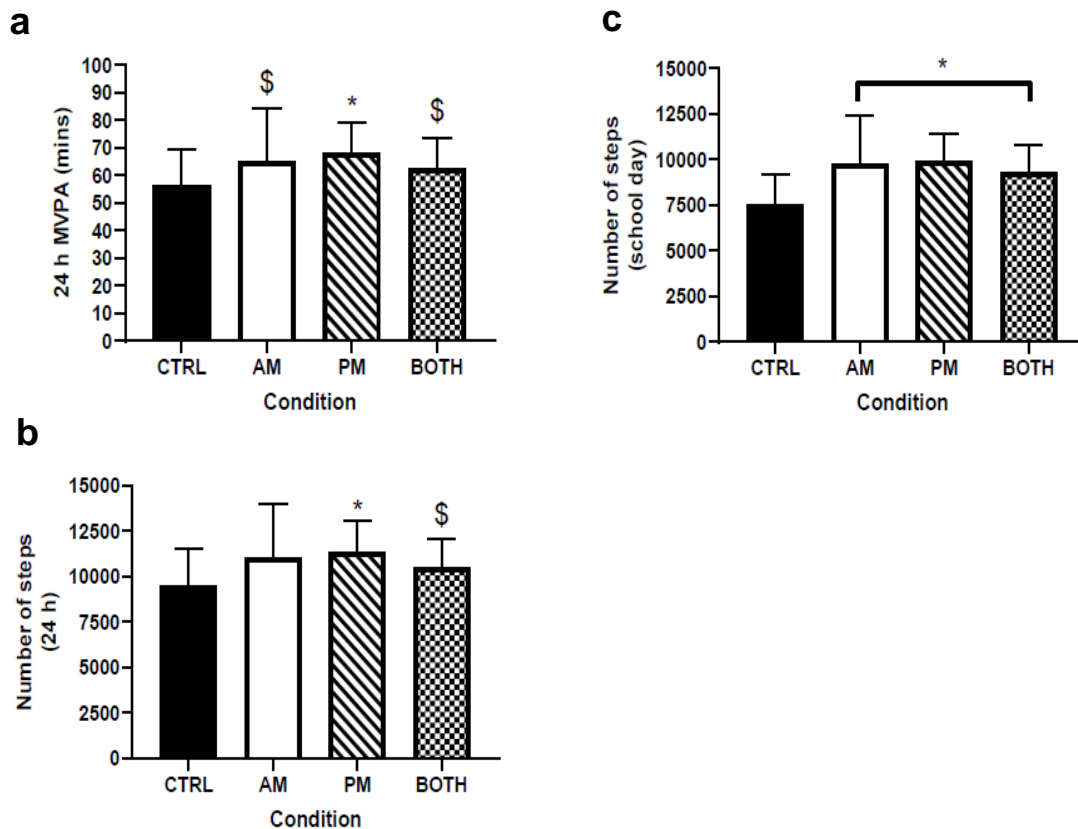 a
24 h MVPA (mins)
100
90
80
70
60
50
40
30
20
10
0
$
*
$
CTRL AM PM BOTH
Condition
b
Number of steps
(24 h)
15000
12500
10000
7500
5000
2500
0
*
$
CTRL AM PM BOTH
Condition
c
Number of steps
(school day)
15000
12500
10000
7500
5000
2500
0
*
CTRL AM PM BOTH
Condition